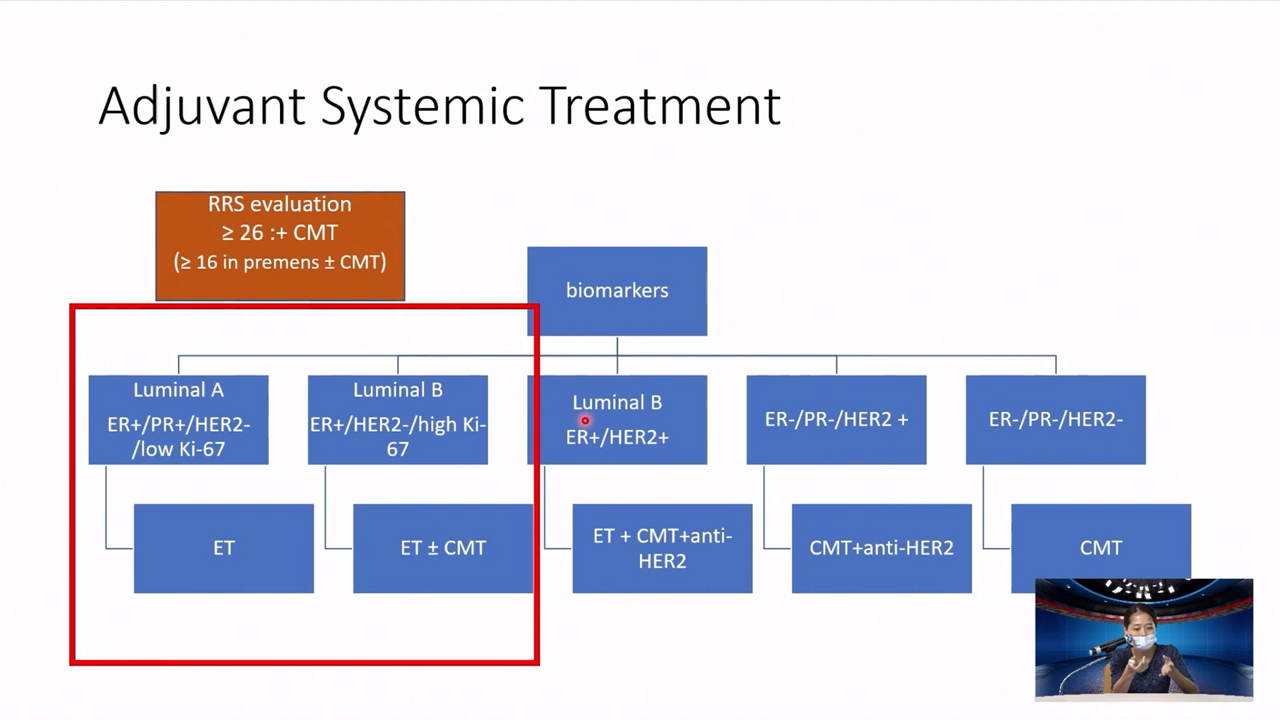 Adjuvant Systemic Treatment
RRS evaluation
≥ 26 :+ CMT
(≥ 16 in premens ± CMT)
biomarkers
Luminal A
ER+/PR+/HER2-
/low Ki-67
Luminal B
ER+/HER2-/high Ki-
67
Luminal B
ER+/HER2+
ER-/PR-/HER2 +
ER-/PR-/HER2-
ET
ET ± CMT
ET + CMT+anti-
HER2
CMT+anti-HER2
CMT